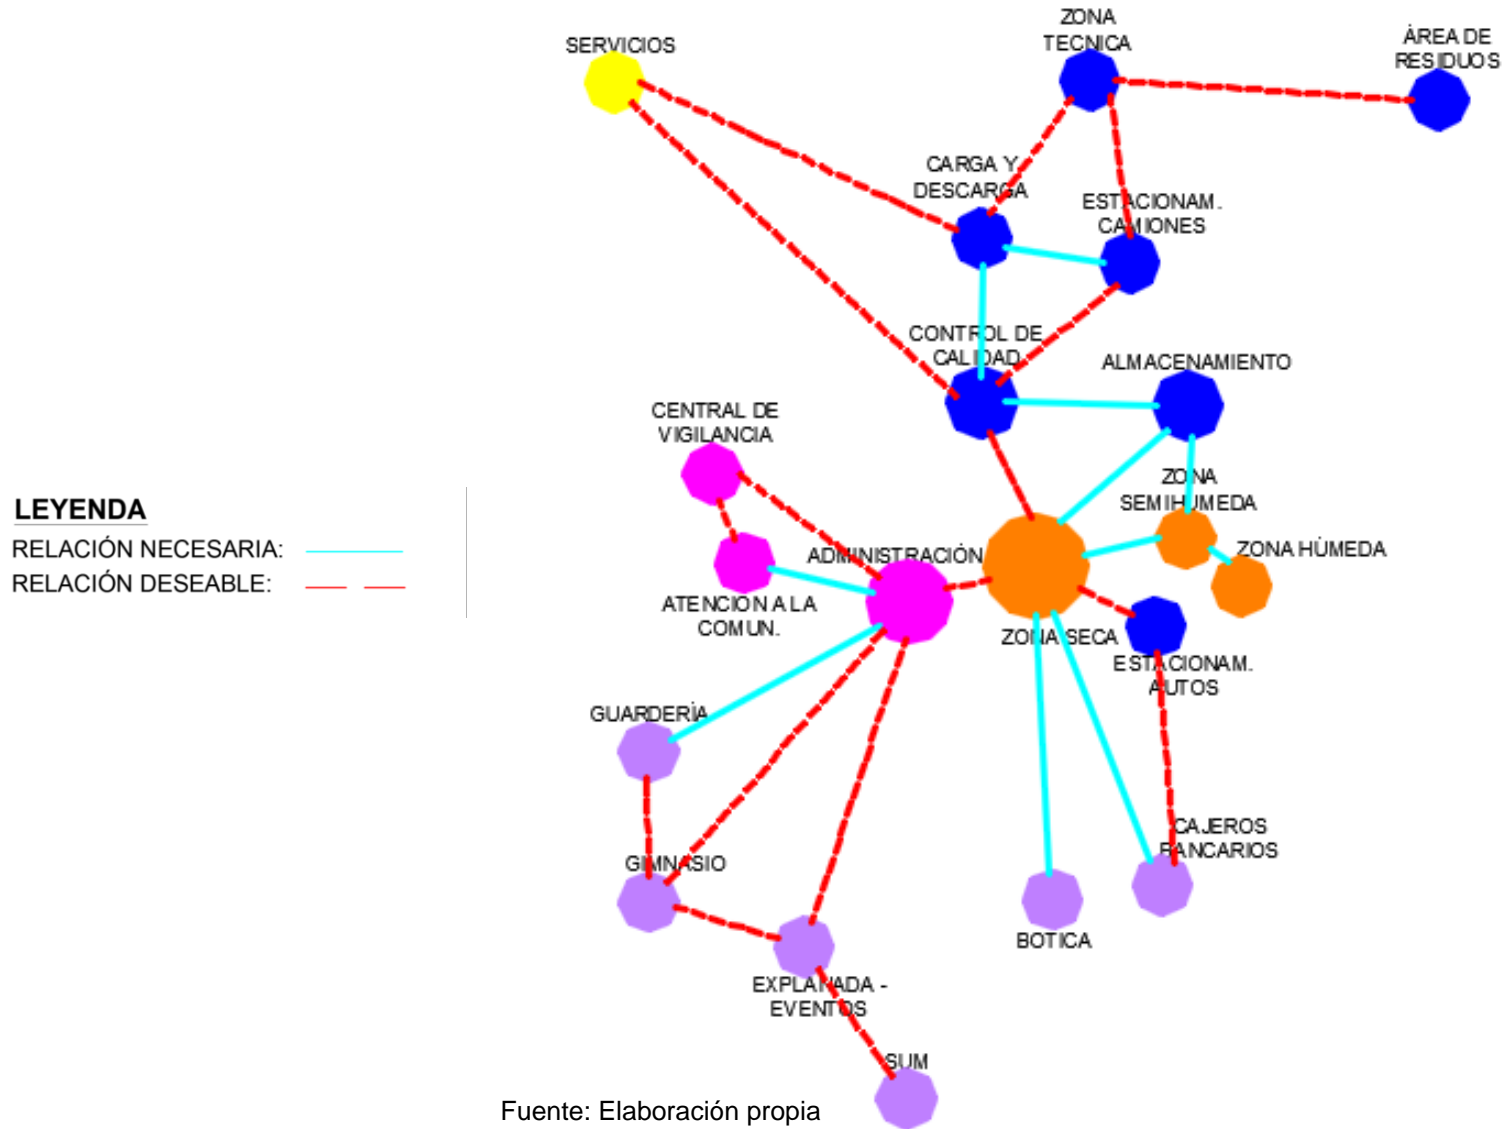 ZONA
TECNICA
SERVICIOS
ÁREA DE
RESIDUOS
CARGA Y
DESCARGA
ESTACIONAM.
CAMIONES
CONTROL DE
CALIDAD
ALMACENAMIENTO
CENTRAL DE
VIGILANCIA
ZONA
SEMIHUMEDA
LEYENDA
RELACIÓN NECESARIA:
RELACIÓN DESEABLE:
ADMINISTRACIÓN
ZONA HÚMEDA
ATENCION A LA
COMUN.
ZONA SECA
ESTACIONAM.
AUTOS
GUARDERÍA
CAJEROS
BANCARIOS
GIMNASIO
BOTICA
EXPLANADA -
EVENTOS
SUM
Fuente: Elaboración propia